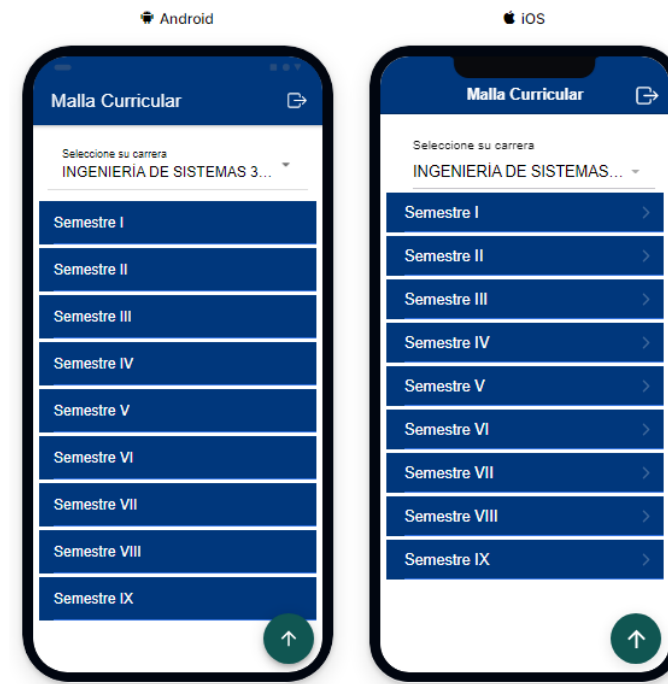 Android
Malla Curricular
Seleccione su carrera
INGENIERÍA DE SISTEMAS 3...
Semestre I
Semestre II
Semestre III
Semestre IV
Semestre V
Semestre VI
Semestre VII
Semestre VIII
Semestre IX
iOS
Malla Curricular
Seleccione su carrera
INGENIERÍA DE SISTEMAS...
Semestre I
Semestre II
Semestre III
Semestre IV
Semestre V
Semestre VI
Semestre VII
Semestre VIII
Semestre IX